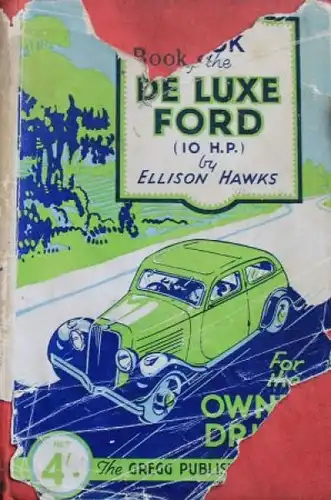 Book OK
of the
DE LUXE
FORD
(10 H.P.)
by
ELLISON HAWKS
For
the
OWN
DRI
NET
4/-
The GREGG PUBLIS